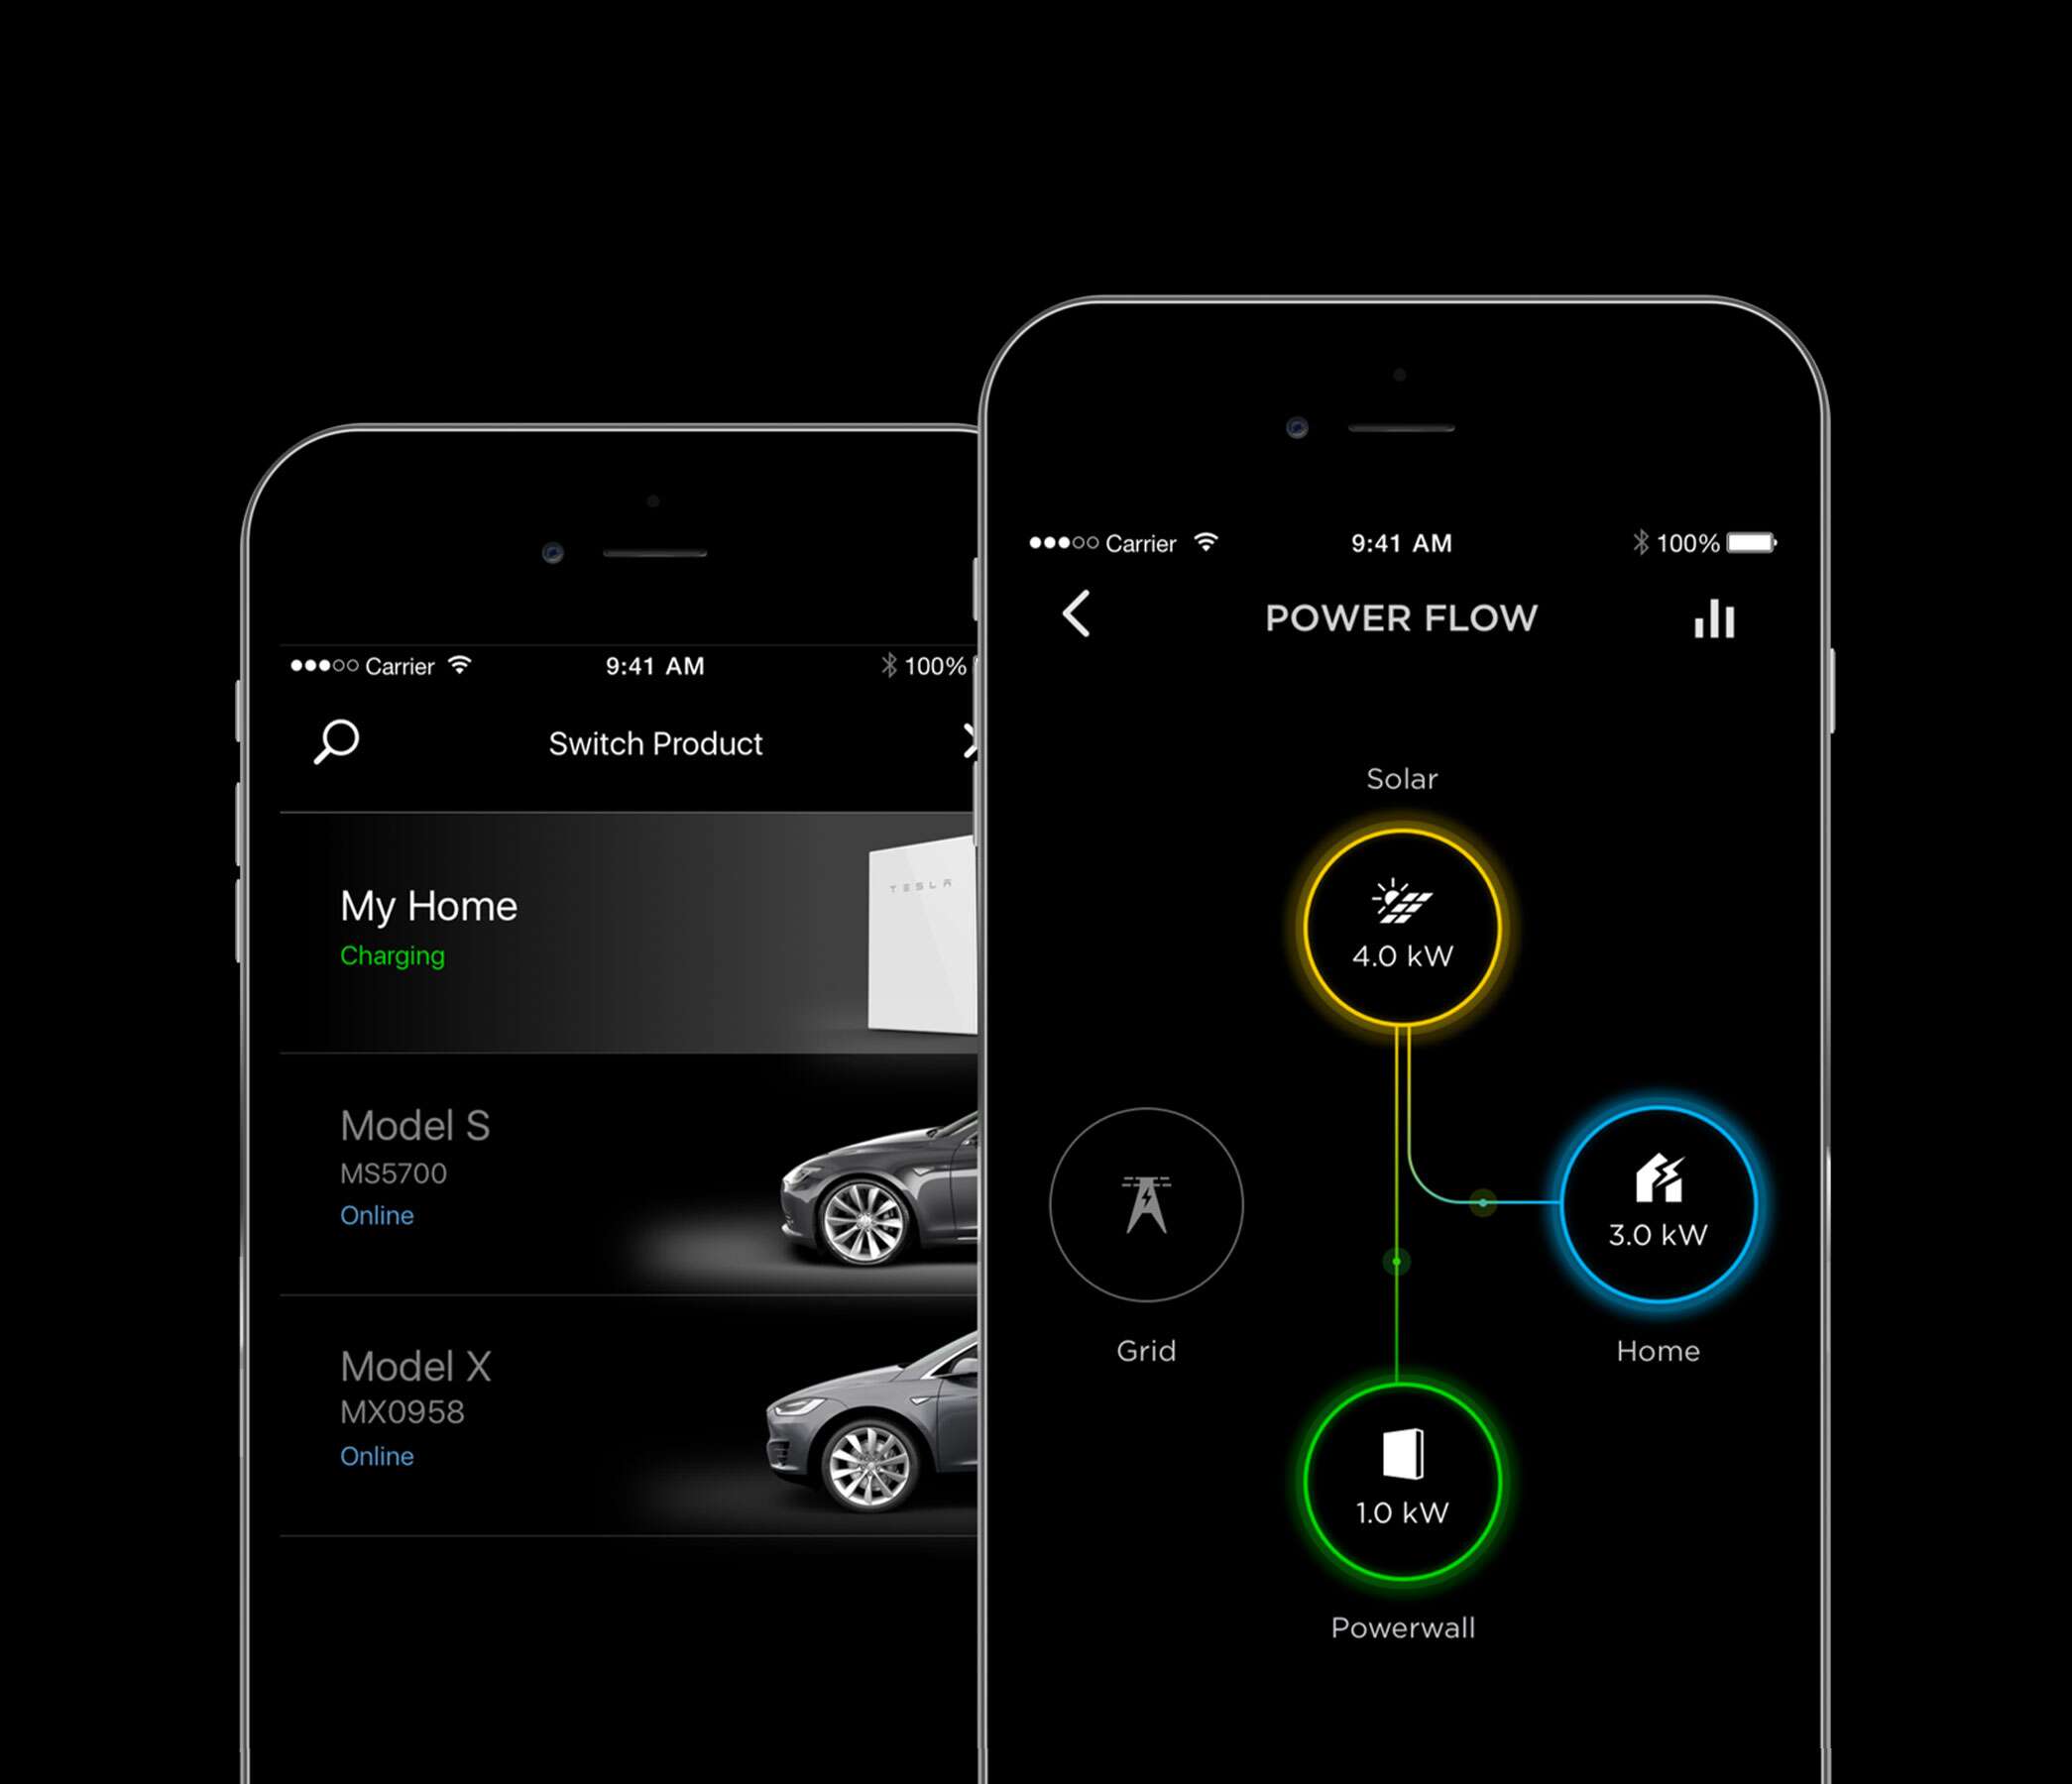 Carrier
9:41 AM
100%
Switch Product
My Home
Charging
TESLA
Model S
MS5700
Online
Model X
MX0958
Online
Carrier
9:41 AM
100%
POWER FLOW
Solar
4.0 kW
3.0 kW
Grid
Home
1.0 kW
Powerwall